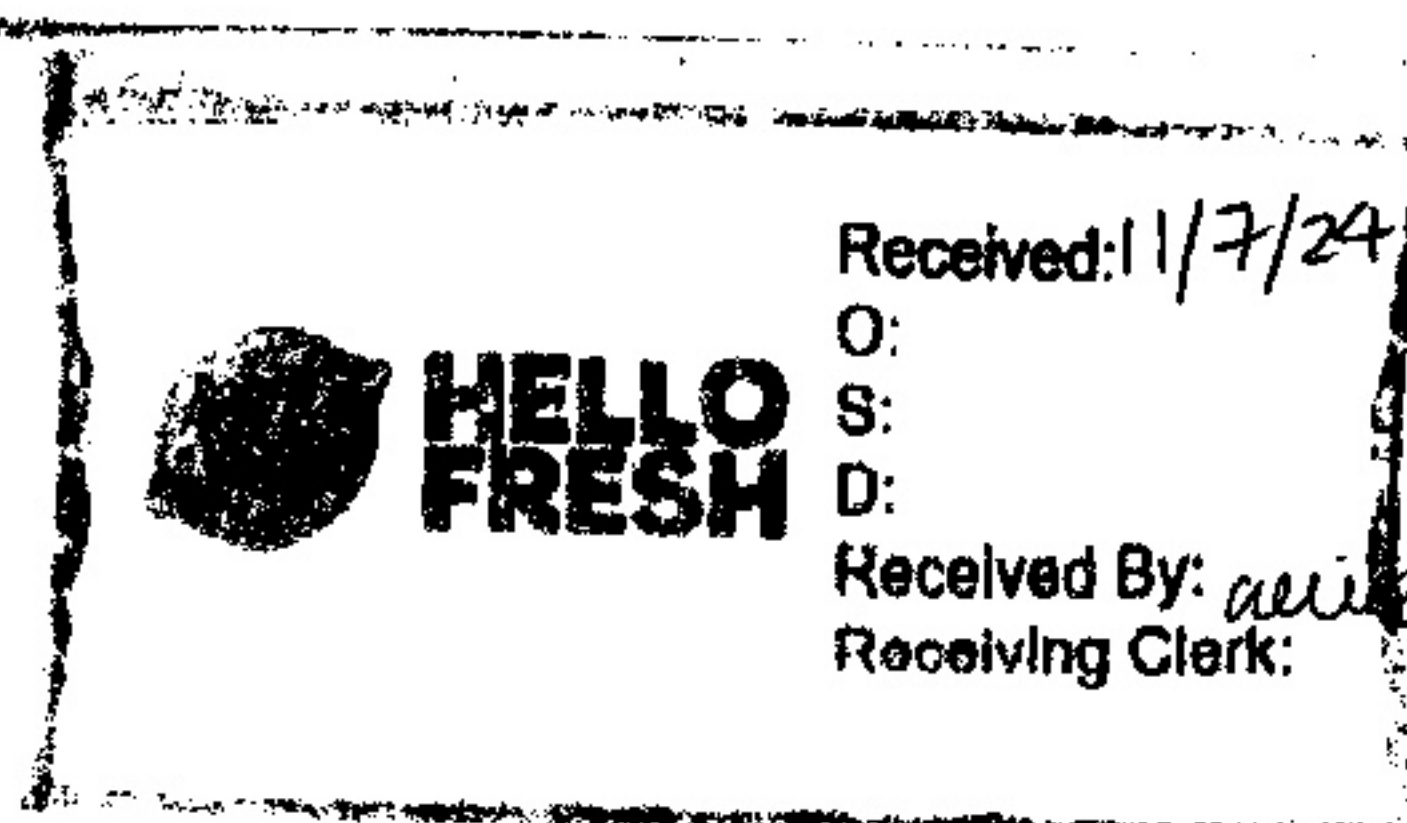 HELLO
FRESH
Received: 11/7/24
O:
S:
D:
Received By:
Receiving Clerk: